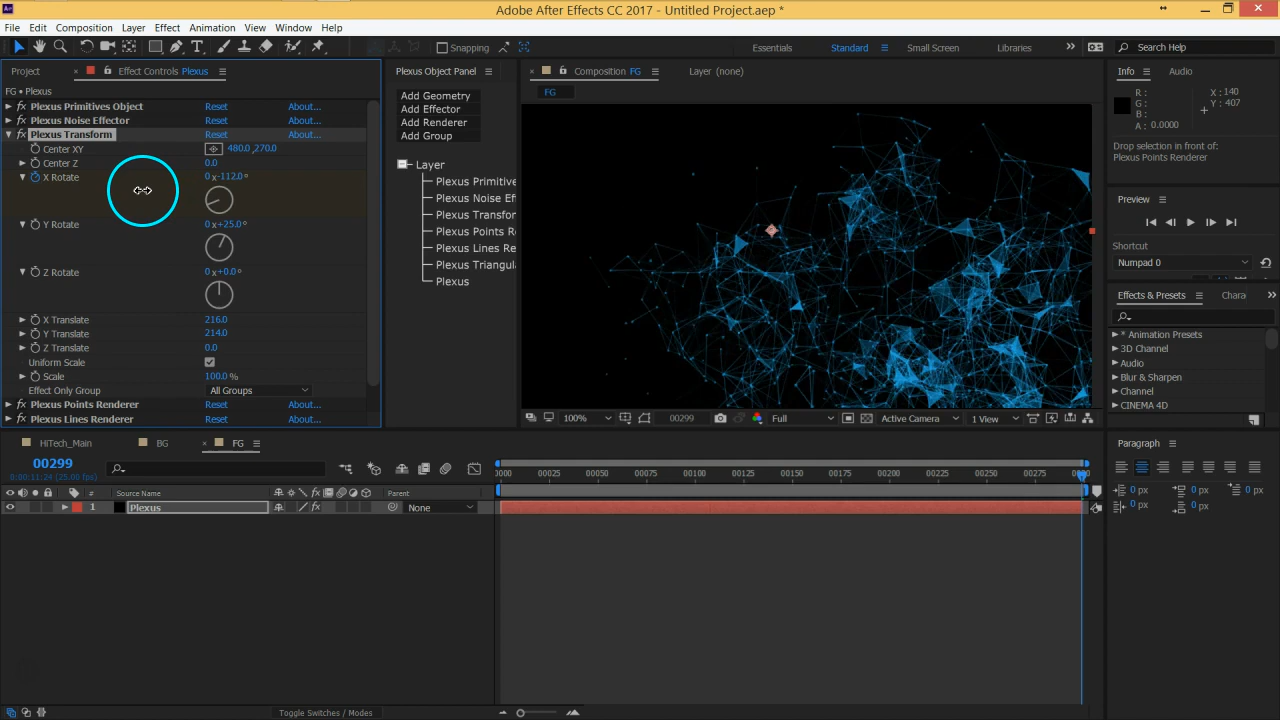 Ae
Adobe After Effects CC 2017 - Untitled Project.aep *
File Edit Composition Layer Effect Animation View Window Help
Snapping
Essentials Standard Small Screen Libraries
Search Help
Project
Effect Controls Plexus
FG • Plexus
Plexus Primitives Object Reset About...
Plexus Noise Effector Reset About...
Plexus Transform Reset About...
Center XY 480.0 ,270.0
Center Z 0.0
X Rotate 0 x-112.0°
Y Rotate 0 x+25.0°
Z Rotate 0 x+0.0°
X Translate 216.0
Y Translate 214.0
Z Translate 0.0
Uniform Scale
Scale 100.0 %
Effect Only Group All Groups
Plexus Points Renderer Reset About...
Plexus Lines Renderer Reset About...
Plexus Object Panel
Add Geometry
Add Effector
Add Renderer
Add Group
Layer
Plexus Primitive
Plexus Noise Ef
Plexus Transfor
Plexus Points Re
Plexus Lines Re
Plexus Triangula
Plexus
Composition FG
Layer (none)
FG
100% 00299 Full Active Camera 1 View
Info Audio
R : X : 140
G : Y : 407
B :
A : 0.0000
Drop selection in front of:
Plexus Points Renderer
Preview
Shortcut
Numpad 0
Effects & Presets Chara
* Animation Presets
3D Channel
Audio
Blur & Sharpen
Channel
CINEMA 4D
HiTech_Main BG FG
00299
0:00:11:24 (25.00 fps)
# Source Name Parent
1 Plexus None
0000 00025 00050 00075 00100 00125 00150 00175 00200 00225 00250 00275
Toggle Switches / Modes
Paragraph
0 px 0 px 0 px
0 px 0 px